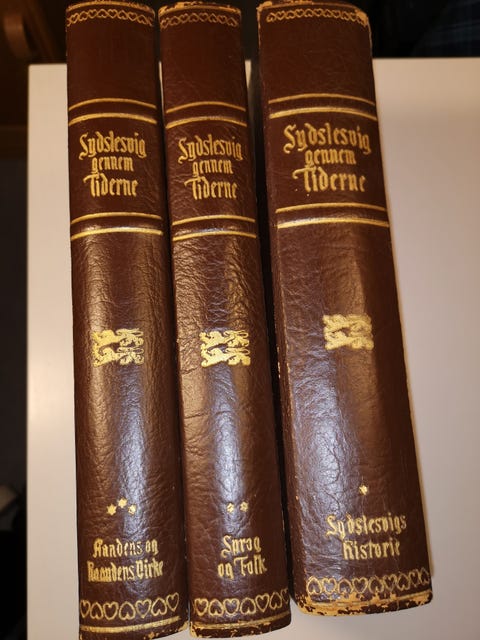 Sydslesvig
gennem
Tiderne
***
Aandens og
Haandens Virke
Sydslesvig
gennem
Tiderne
**
Sprog
og Folk
Sydslesvig
gennem
Tiderne
*
Sydslesvigs
Historie